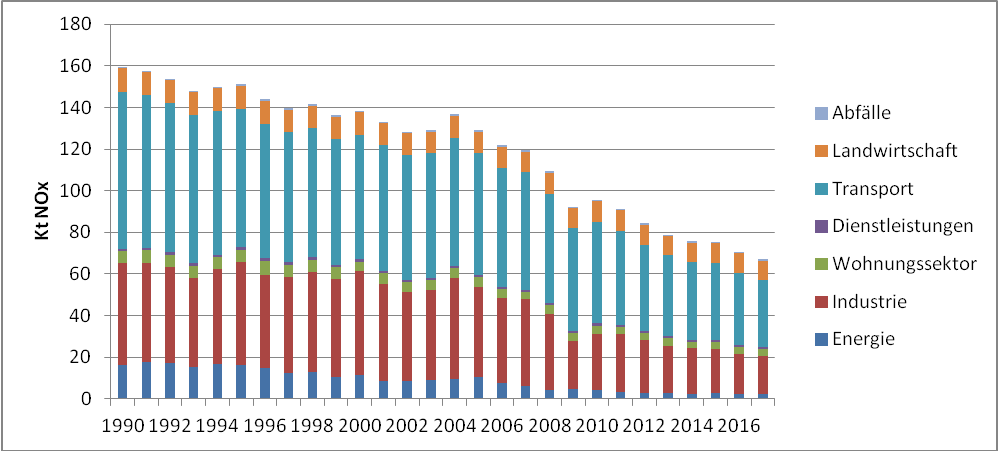 180
160
140
120
100
80
60
40
20
0
Kt NOx
1990 1992 1994 1996 1998 2000 2002 2004 2006 2008 2010 2012 2014 2016
Abfälle
Landwirtschaft
Transport
Dienstleistungen
Wohnungssektor
Industrie
Energie